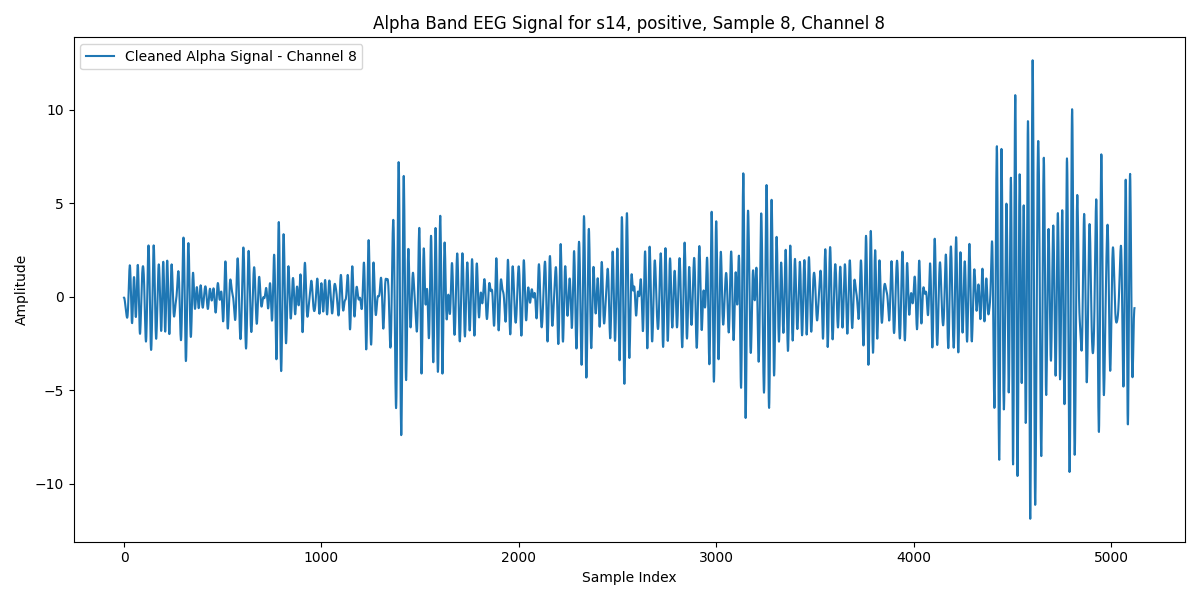 Alpha Band EEG Signal for s14, positive, Sample 8, Channel 8
Cleaned Alpha Signal - Channel 8
Amplitude
10
5
0
−5
−10
0 1000 2000 3000 4000 5000
Sample Index